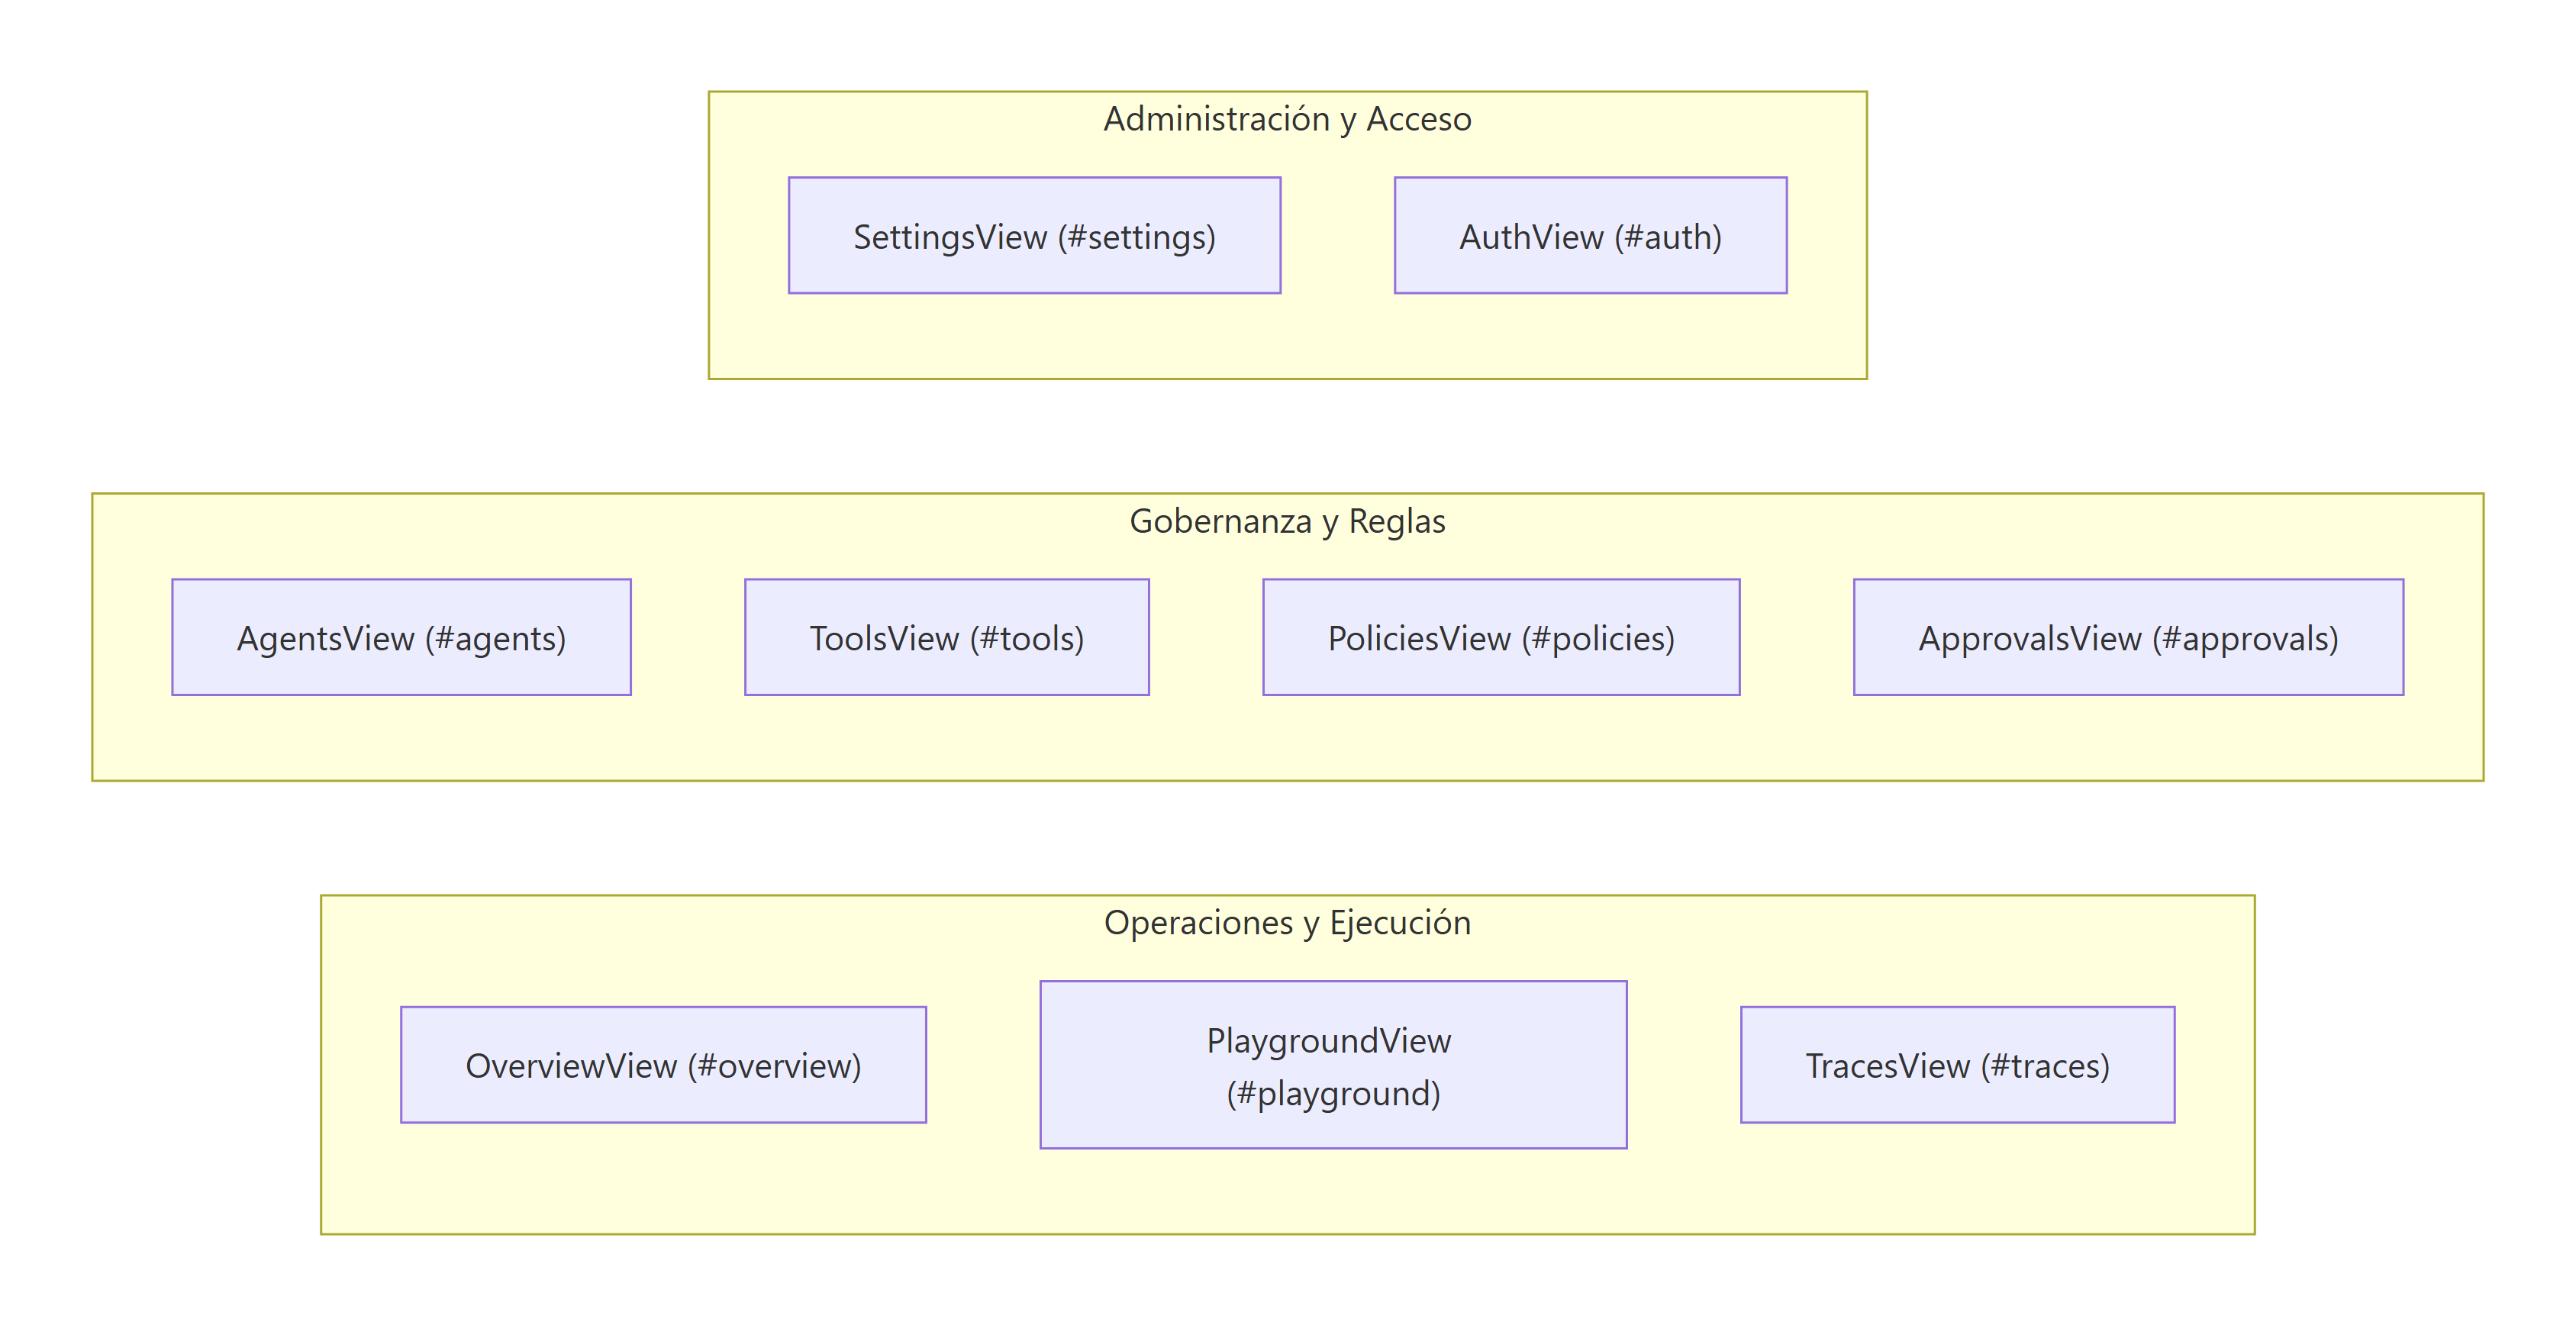 Administración y Acceso
SettingsView (#settings)
AuthView (#auth)
Gobernanza y Reglas
AgentsView (#agents)
ToolsView (#tools)
PoliciesView (#policies)
ApprovalsView (#approvals)
Operaciones y Ejecución
OverviewView (#overview)
PlaygroundView
(#playground)
TracesView (#traces)